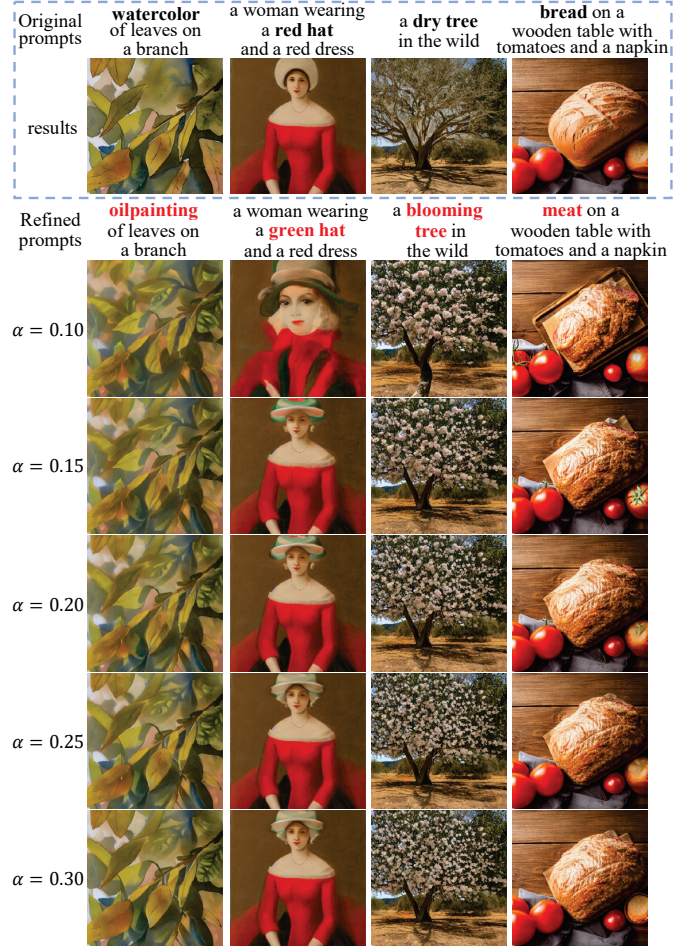 Original
prompts
watercolor
of leaves on
a branch
a woman wearing
a red hat
and a red dress
a dry tree
in the wild
bread on a
wooden table with
tomatoes and a napkin
results
Refined
prompts
oilpainting
of leaves on
a branch
a woman wearing
a green hat
and a red dress
a blooming
tree in
the wild
meat on a
wooden table with
tomatoes and a napkin
α = 0.10
α = 0.15
α = 0.20
α = 0.25
α = 0.30